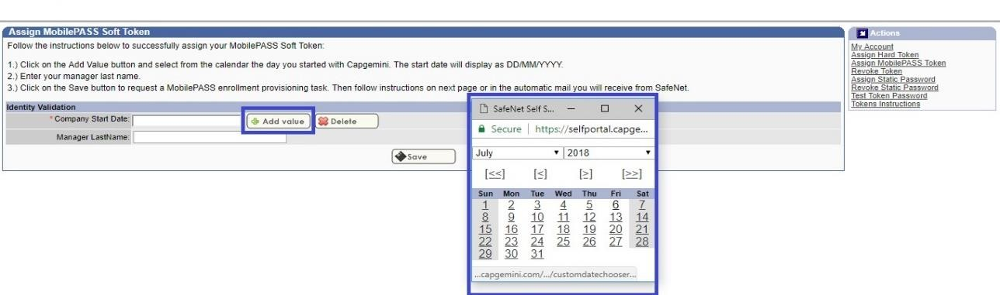 Assign MobilePASS Soft Token
Follow the instructions below to successfully assign your MobilePASS Soft Token:
1.) Click on the Add Value button and select from the calendar the day you started with Capgemini. The start date will display as DD/MM/YYYY.
2.) Enter your manager last name.
3.) Click on the Save button to request a MobilePASS enrollment provisioning task. Then follow instructions on next page or in the automatic mail you will receive from SafeNet.
Identity Validation
* Company Start Date:
Add value
Delete
Manager LastName:
Save
SafeNet Self S...
Secure | https://selfportal.capge...
July 2018
[<<] [<] [>] [>>]
Sun Mon Tue Wed Thu Fri Sat
1 2 3 4 5 6 7
8 9 10 11 12 13 14
15 16 17 18 19 20 21
22 23 24 25 26 27 28
29 30 31
...capgemini.com/.../customdatechooser...
Actions
My Account
Assign Hard Token
Assign MobilePASS Token
Revoke Token
Assign Static Password
Revoke Static Password
Test Token Password
Tokens Instructions